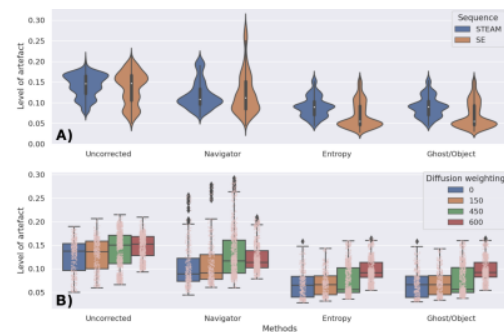 0.30
0.25
0.20
0.15
0.10
0.05
0.00
Level of artefact
Sequence
STEAM
SE
A)
Uncorrected Navigator Entropy Ghost/Object
0.30
0.25
0.20
0.15
0.10
0.05
Level of artefact
Diffusion weighting
0
150
450
600
B)
Uncorrected Navigator Entropy Ghost/Object
Methods